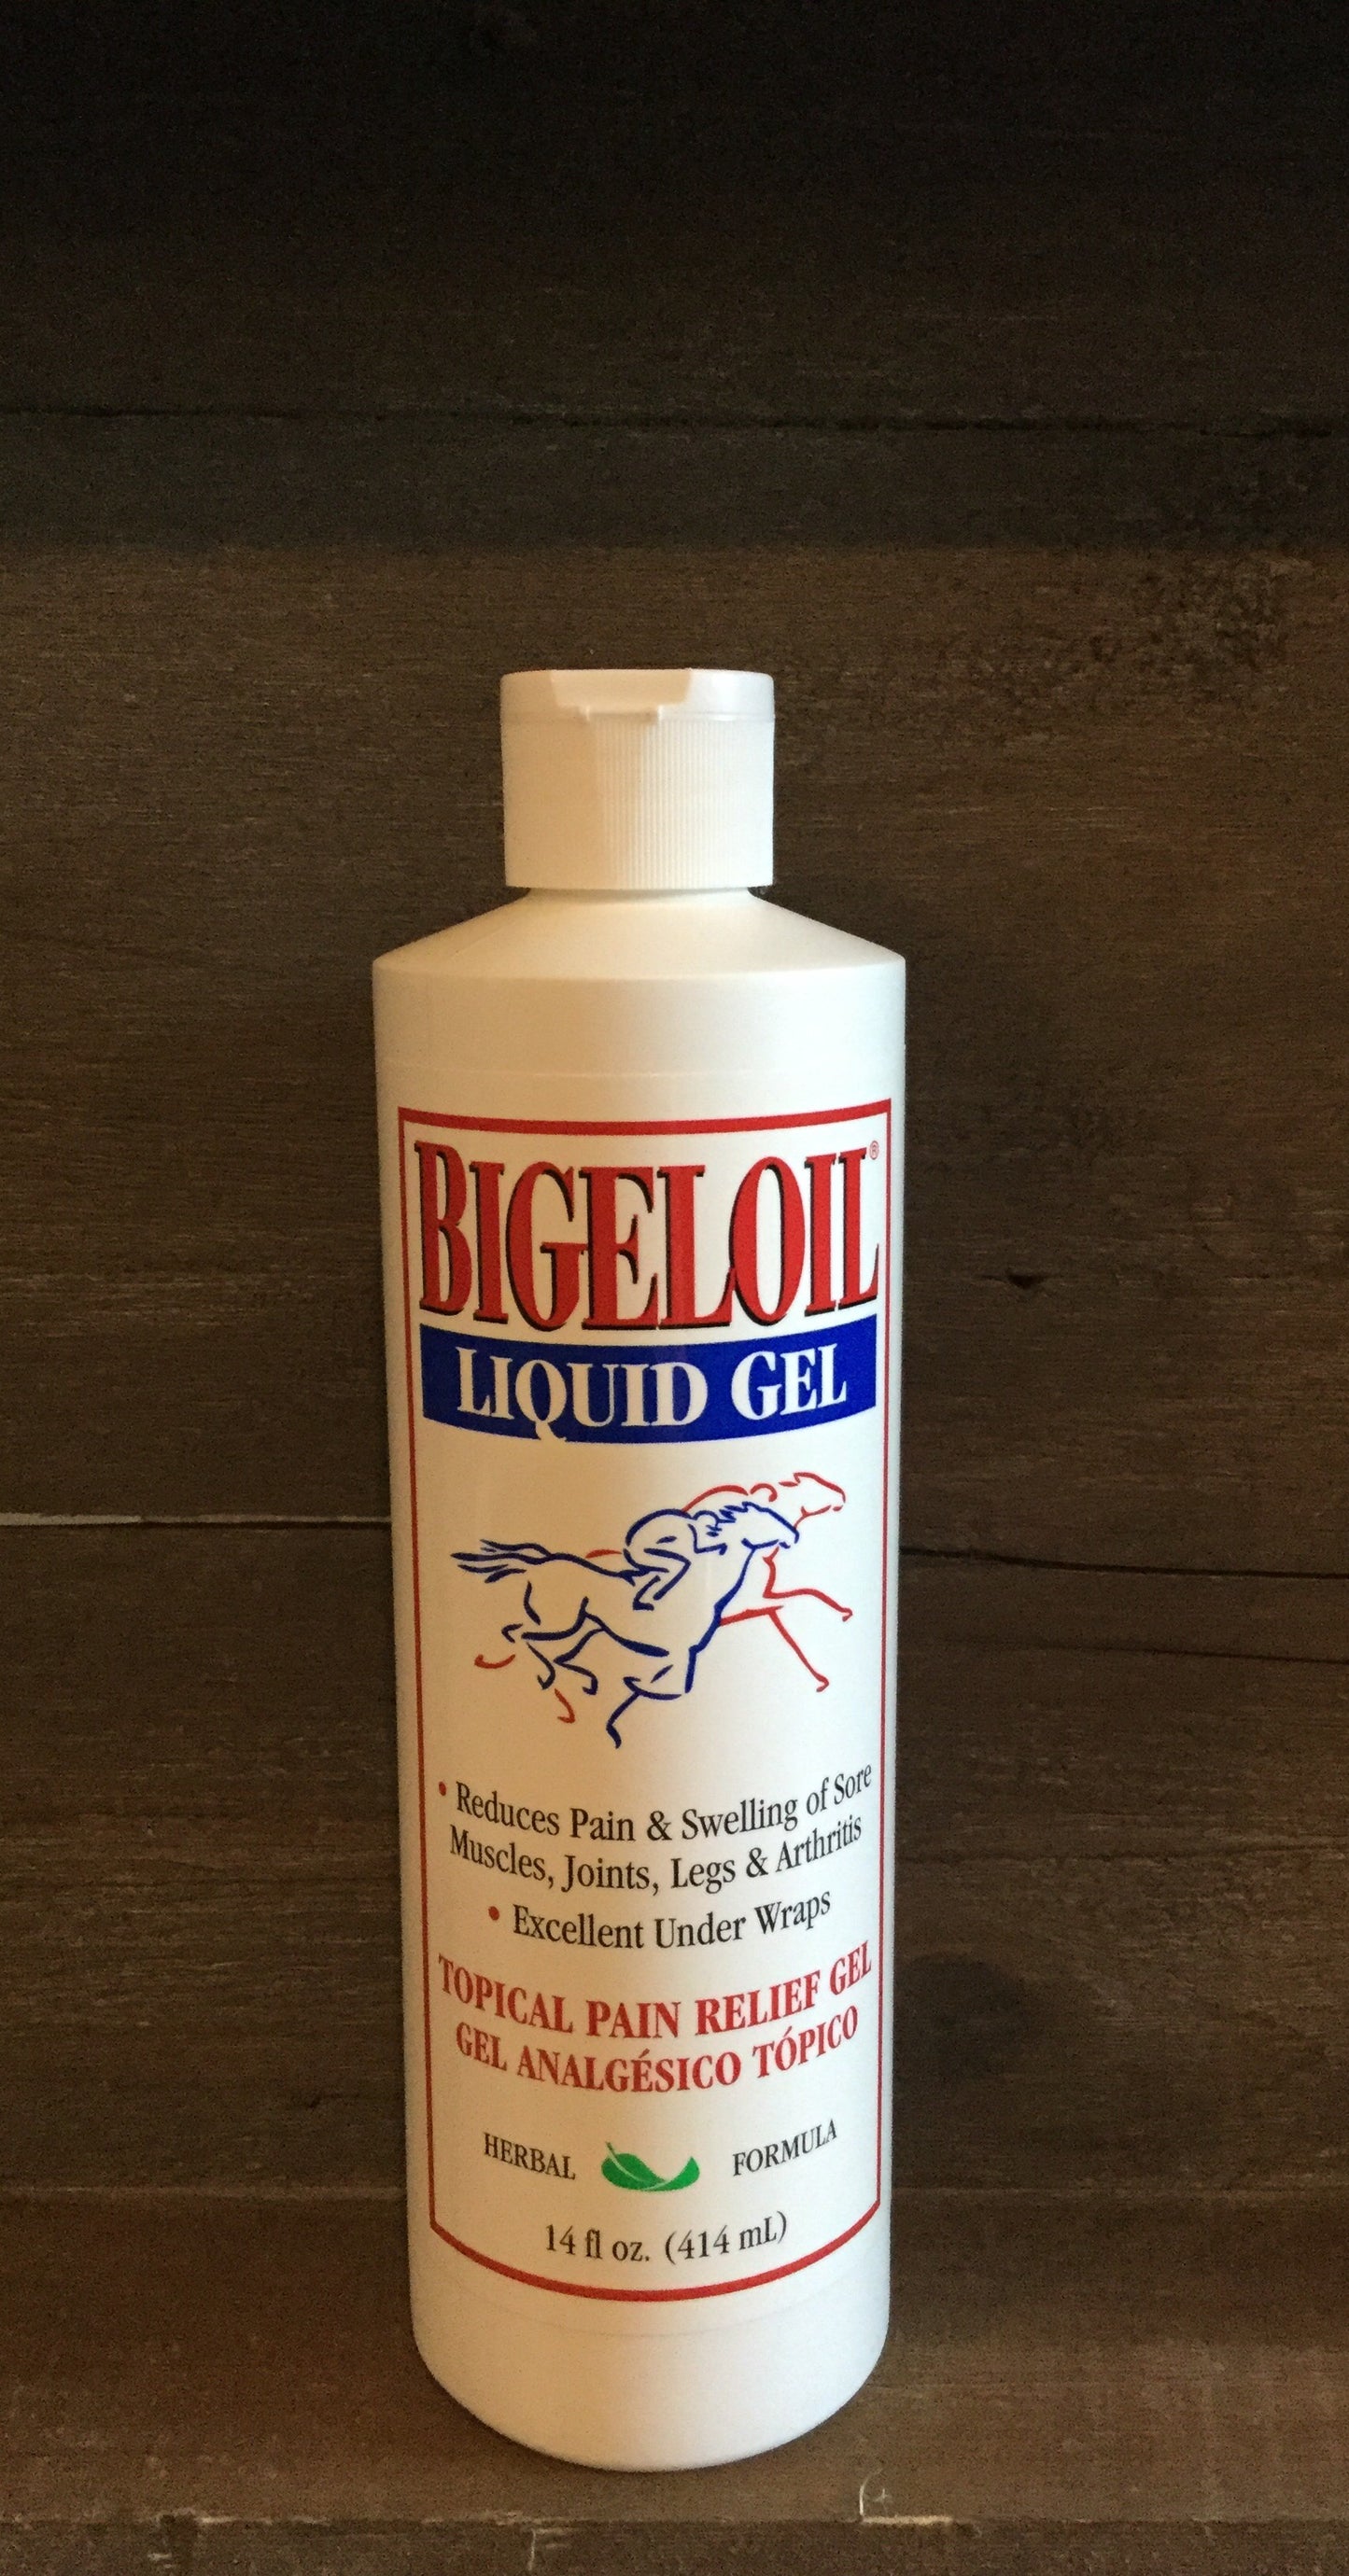 BIGELOIL®
LIQUID GEL
• Reduces Pain & Swelling of Sore
Muscles, Joints, Legs & Arthritis
• Excellent Under Wraps
TOPICAL PAIN RELIEF GEL
GEL ANALGÉSICO TÓPICO
HERBAL FORMULA
14 fl oz. (414 mL)